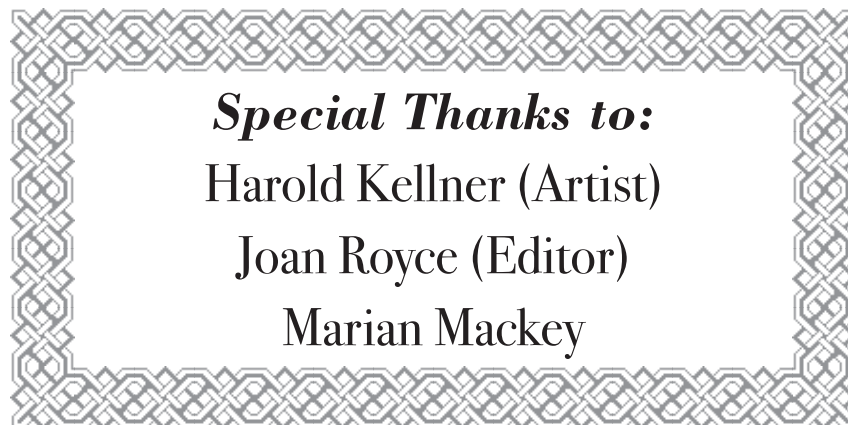 Special Thanks to:
Harold Kellner (Artist)
Joan Royce (Editor)
Marian Mackey